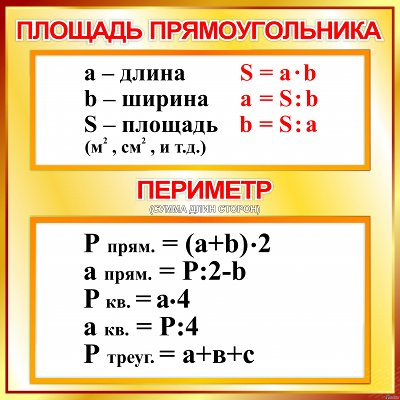 ПЛОЩАДЬ ПРЯМОУГОЛЬНИКА
a – длина S = a·b
b – ширина a = S:b
S – площадь b = S:a
(м², см², и т.д.)
ПЕРИМЕТР
(СУММА ДЛИН СТОРОН)
P прям. = (a+b)·2
a прям. = P:2-b
P кв. = a·4
a кв. = P:4
P треуг. = а+в+с